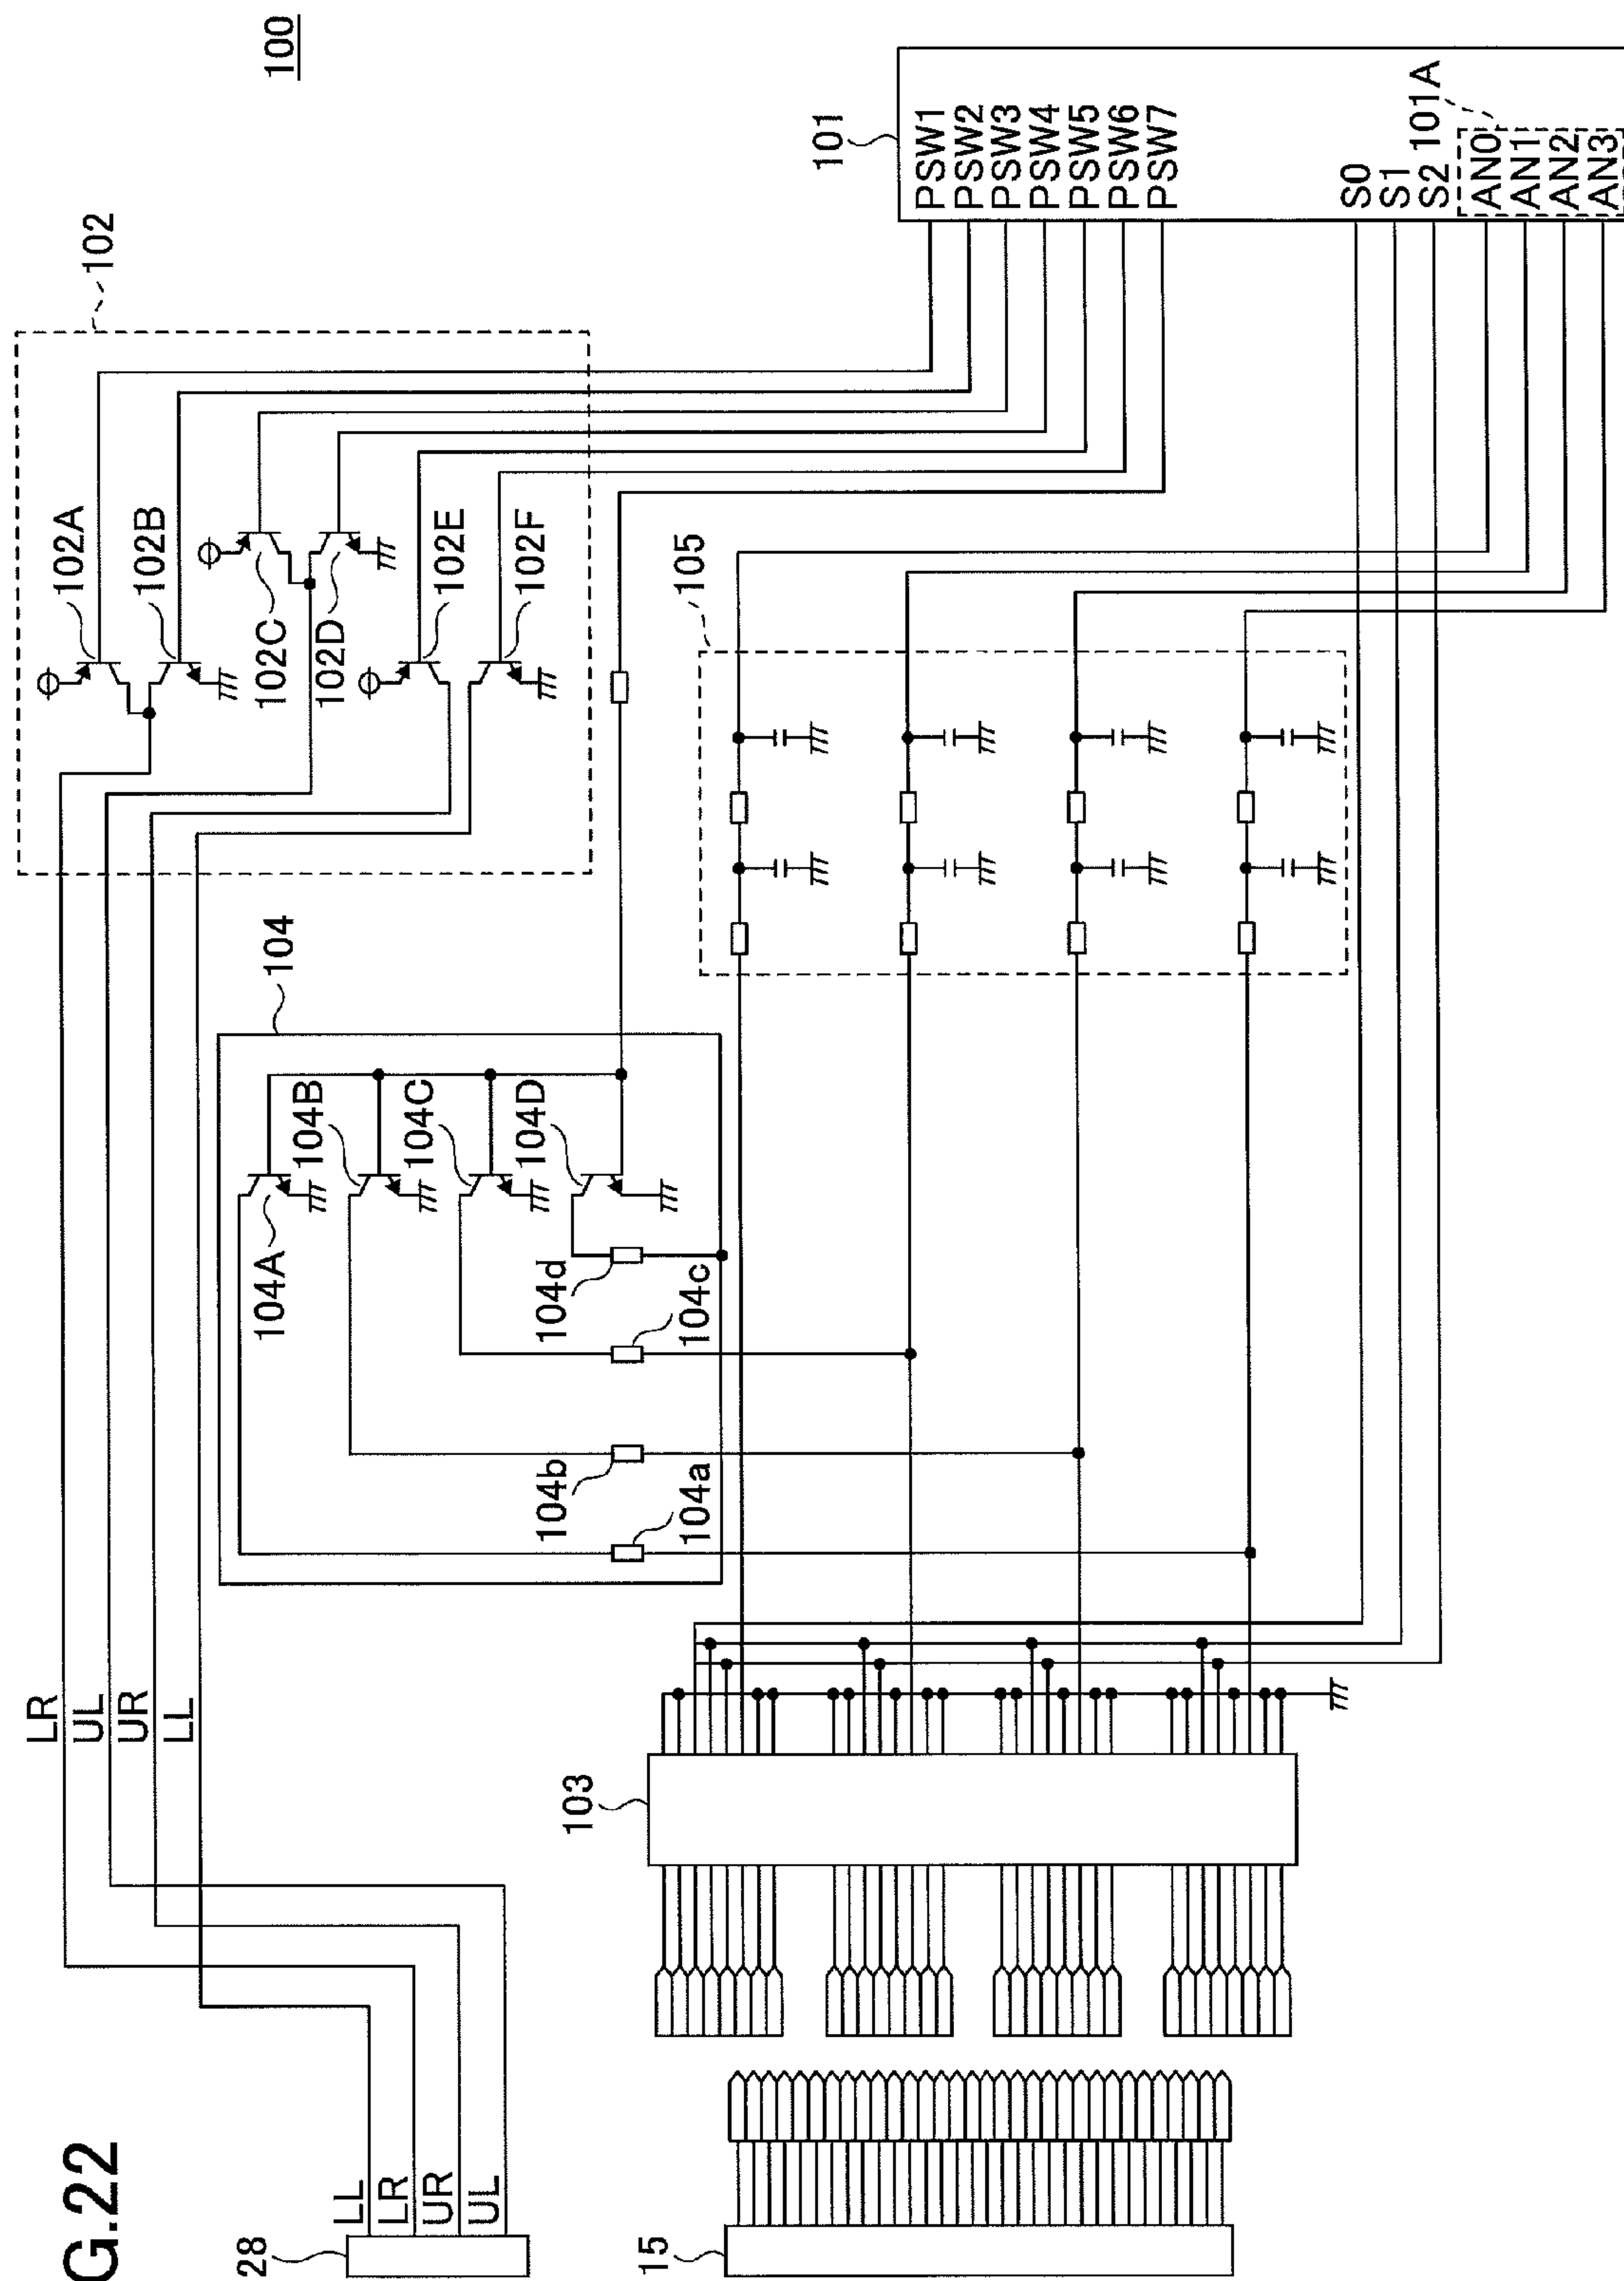 G.22
100
28
LL
LR
UR
UL
LR
UL
UR
LL
102
102A
102B
102C
102D
102E
102F
104
104A
104B
104C
104D
104a
104b
104c
104d
105
103
15
101
PSW1
PSW2
PSW3
PSW4
PSW5
PSW6
PSW7
S0
S1
S2
101A
AN0
AN1
AN2
AN3